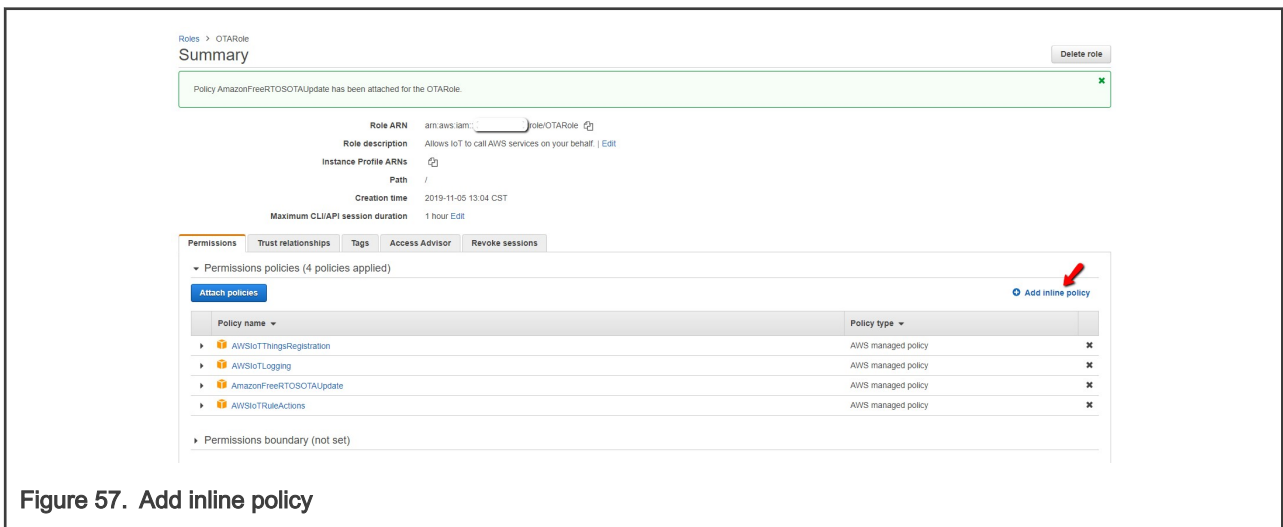 Roles > OTARole
Summary
Delete role
Policy AmazonFreeRTOSOTAUpdate has been attached for the OTARole.
Role ARN arn:aws:iam:: role/OTARole
Role description Allows IoT to call AWS services on your behalf. | Edit
Instance Profile ARNs
Path /
Creation time 2019-11-05 13:04 CST
Maximum CLI/API session duration 1 hour Edit
Permissions Trust relationships Tags Access Advisor Revoke sessions
Permissions policies (4 policies applied)
Attach policies Add inline policy
Policy name Policy type
AWSIoTThingsRegistration AWS managed policy
AWSIoTLogging AWS managed policy
AmazonFreeRTOSOTAUpdate AWS managed policy
AWSIoTRuleActions AWS managed policy
Permissions boundary (not set)
Figure 57. Add inline policy